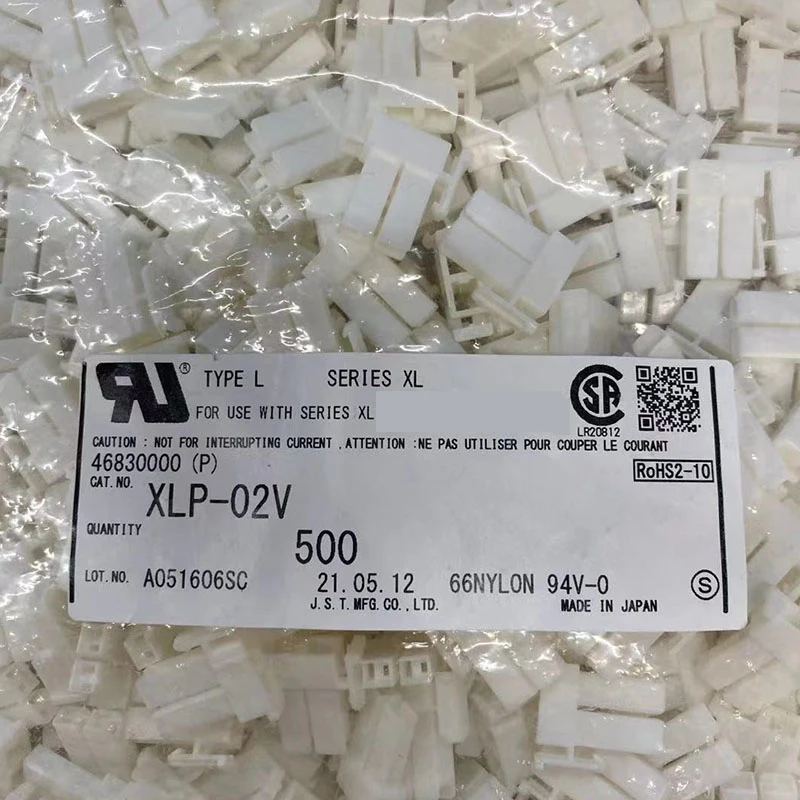 ® TYPE L SERIES XL
FOR USE WITH SERIES XL
LR20812
CAUTION : NOT FOR INTERRUPTING CURRENT .ATTENTION :NE PAS UTILISER POUR COUPER LE COURANT
46830000 (P)
RoHS2-10
CAT.NO. XLP-02V
QUANTITY 500
LOT.NO. A051606SC 21.05.12 66NYLON 94V-0 S
J.S.T.MFG.CO.,LTD. MADE IN JAPAN